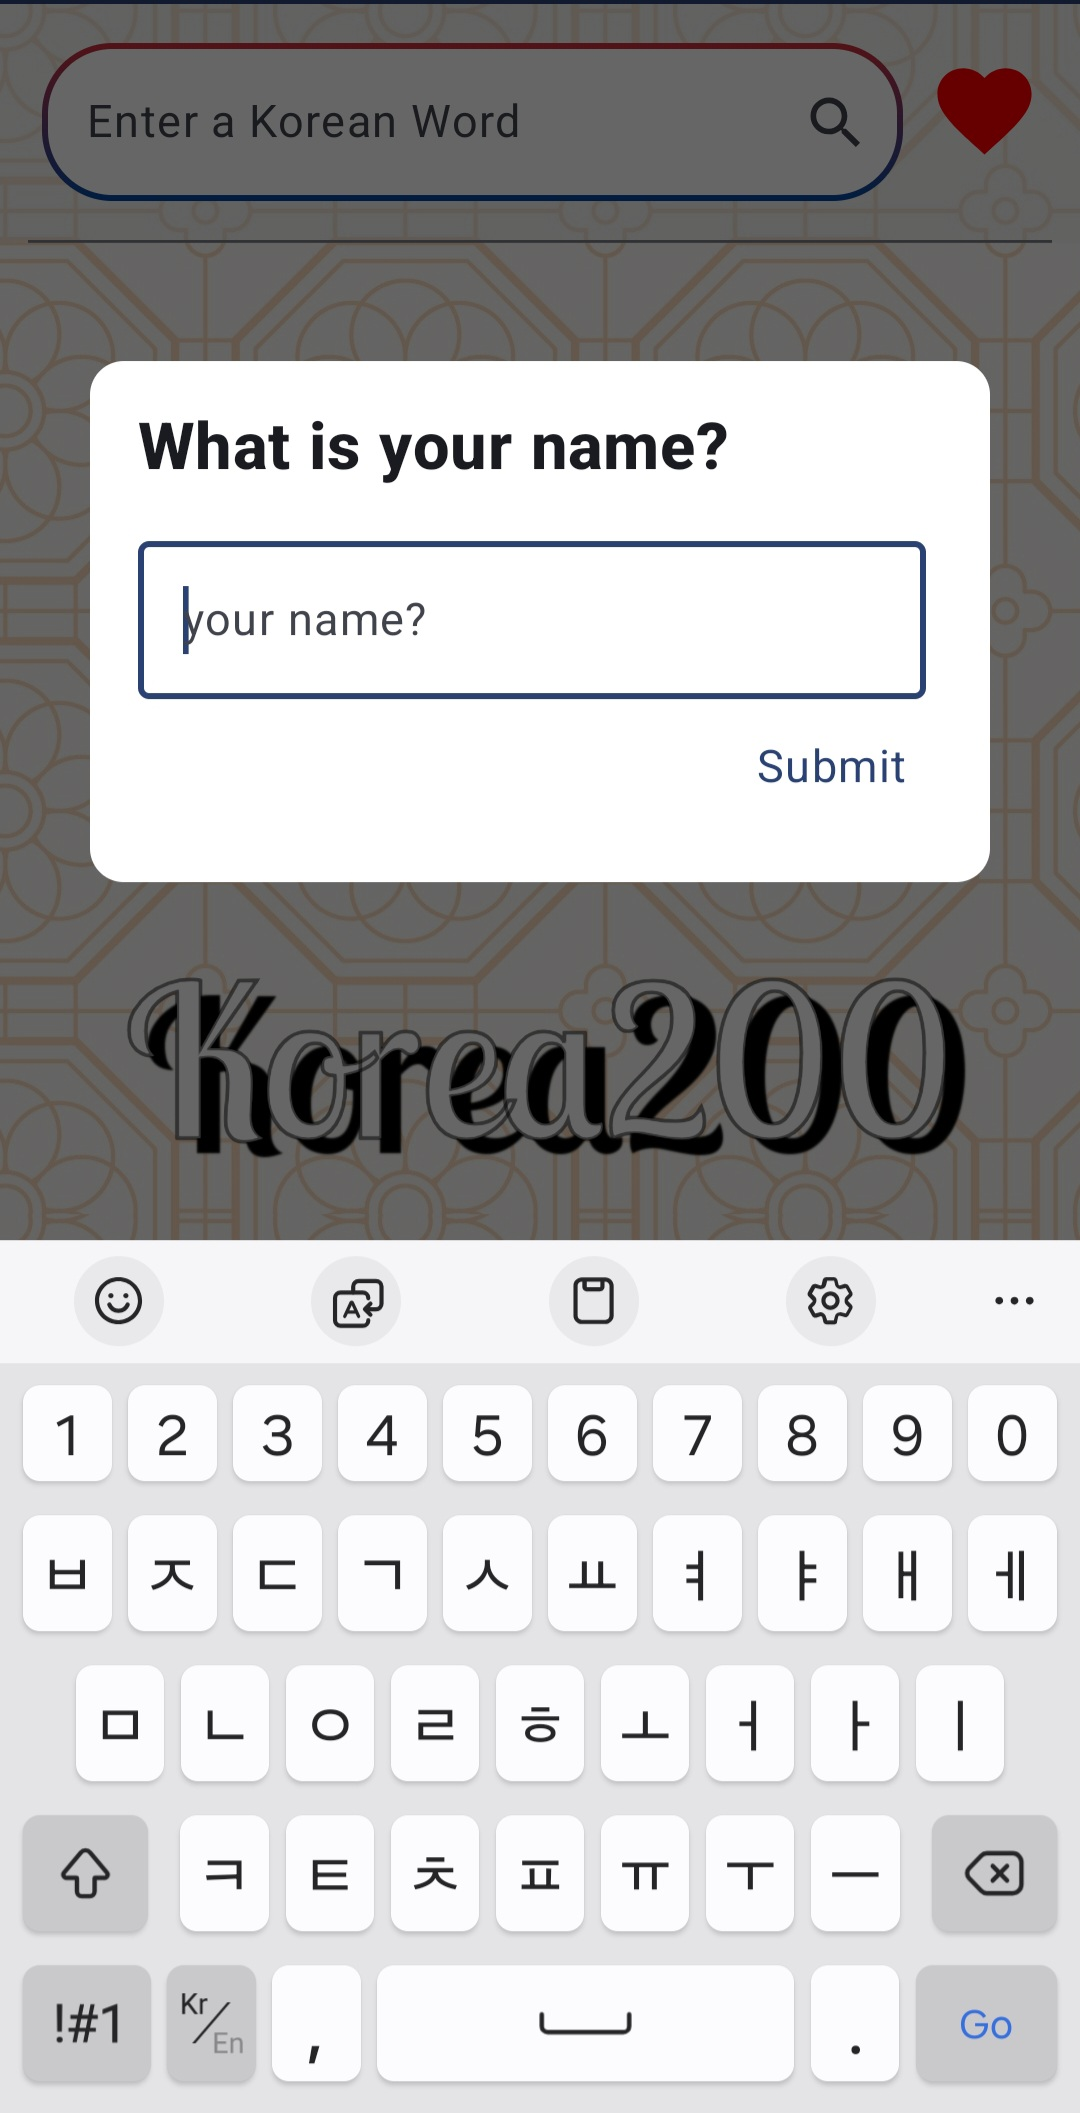 Enter a Korean Word
What is your name?
your name?
Submit
Korea200
1 2 3 4 5 6 7 8 9 0
ㅂ ㅈ ㄷ ㄱ ㅅ ㅛ ㅕ ㅑ ㅐ ㅔ
ㅁ ㄴ ㅇ ㄹ ㅎ ㅗ ㅓ ㅏ ㅣ
ㅋ ㅌ ㅊ ㅍ ㅠ ㅜ ㅡ
!#1 Kr/En , . Go